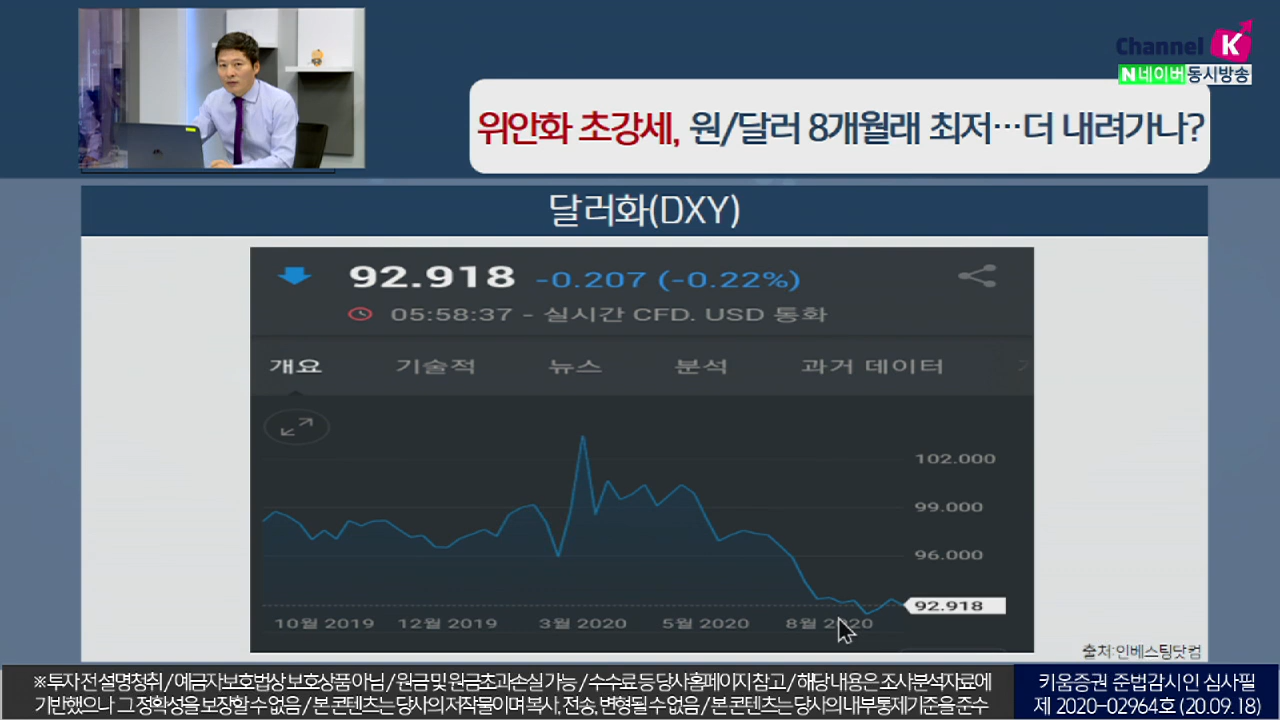 Channel K
N네이버 동시방송
위안화 초강세, 원/달러 8개월래 최저…더 내려가나?
달러화(DXY)
92.918 -0.207 (-0.22%)
05:58:37 - 실시간 CFD. USD 통화
개요 기술적 뉴스 분석 과거 데이터
102.000
99.000
96.000
92.918
10월 2019 12월 2019 3월 2020 5월 2020 8월 2020
출처:인베스팅닷컴
※투자 전 설명청취 / 예금자보호법상 보호상품 아님 / 원금 및 원금초과손실 가능 / 수수료 등 당사 홈페이지 참고 / 해당 내용은 조사분석자료에
기반했으나 그 정확성을 보장할 수 없음 / 본 콘텐츠는 당사의 저작물이며 복사, 전송, 변형될 수 없음 / 본 콘텐츠는 당사의 내부통제기준을 준수
키움증권 준법감시인 심사필
제 2020-02964호 (20.09.18)